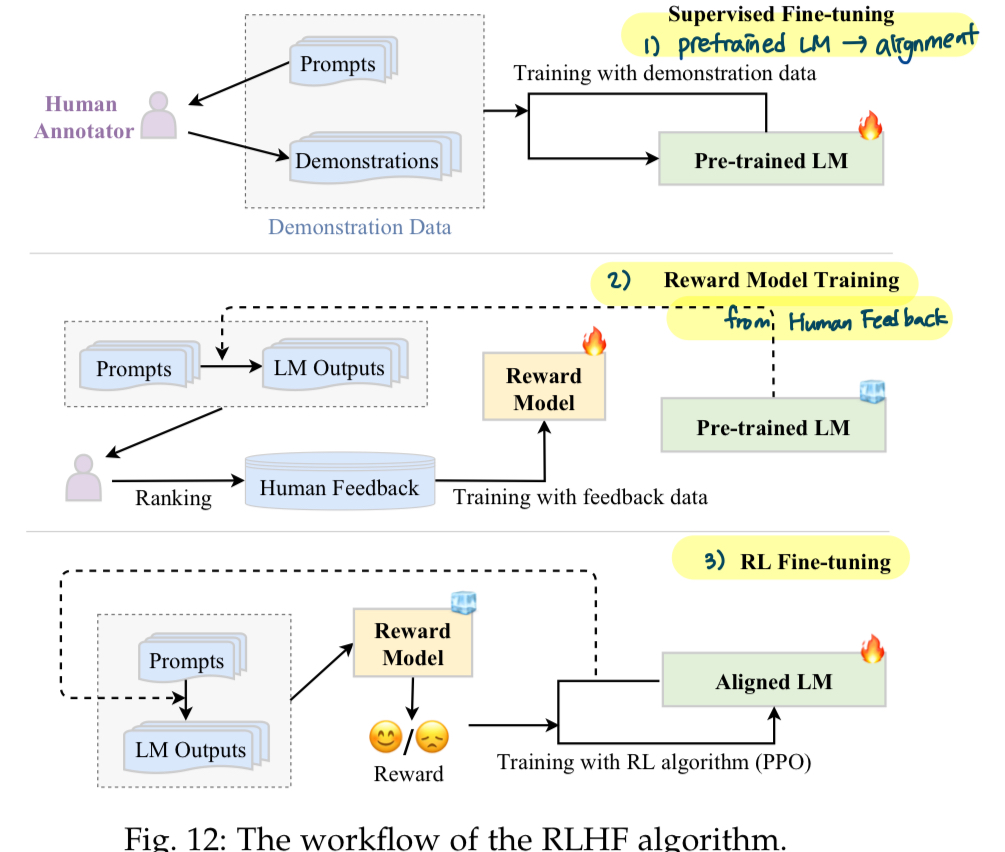 Supervised Fine-tuning
1) pretrained LM → alignment
Prompts
Training with demonstration data
Human
Annotator
Demonstrations
Pre-trained LM
Demonstration Data
2) Reward Model Training
from Human Feedback
Prompts
LM Outputs
Reward
Model
Pre-trained LM
Ranking
Human Feedback
Training with feedback data
3) RL Fine-tuning
Reward
Model
Prompts
Aligned LM
LM Outputs
/
Reward
Training with RL algorithm (PPO)
Fig. 12: The workflow of the RLHF algorithm.